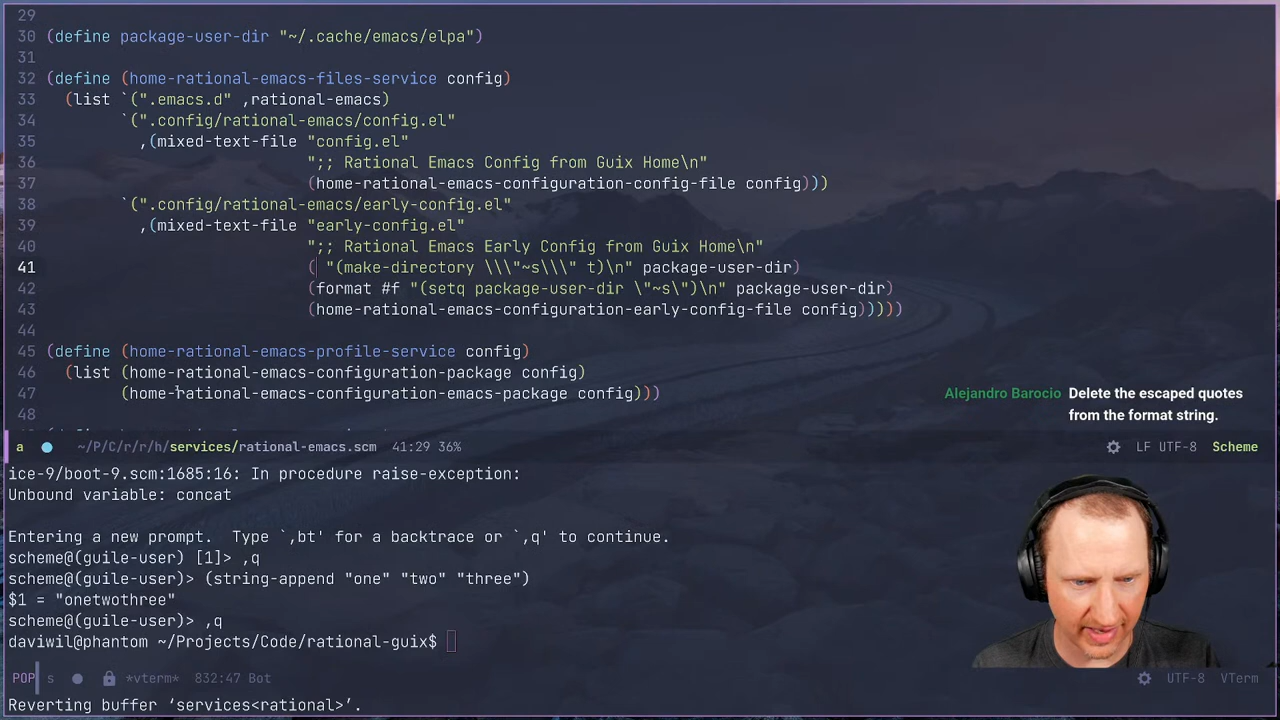 29
30 (define package-user-dir "~/.cache/emacs/elpa")
31
32 (define (home-rational-emacs-files-service config)
33 (list `(".emacs.d" ,rational-emacs)
34 `(".config/rational-emacs/config.el"
35 ,(mixed-text-file "config.el"
36 ";; Rational Emacs Config from Guix Home\n"
37 (home-rational-emacs-configuration-config-file config)))
38 `(".config/rational-emacs/early-config.el"
39 ,(mixed-text-file "early-config.el"
40 ";; Rational Emacs Early Config from Guix Home\n"
41 ( "(make-directory \\\"~s\\\" t)\n" package-user-dir)
42 (format #f "(setq package-user-dir \"~s\")\n" package-user-dir)
43 (home-rational-emacs-configuration-early-config-file config)))))
44
45 (define (home-rational-emacs-profile-service config)
46 (list (home-rational-emacs-configuration-package config)
47 (home-rational-emacs-configuration-emacs-package config)))
48
Alejandro Barocio Delete the escaped quotes
from the format string.
a ~/P/C/r/r/h/services/rational-emacs.scm 41:29 36% LF UTF-8 Scheme
ice-9/boot-9.scm:1685:16: In procedure raise-exception:
Unbound variable: concat
Entering a new prompt. Type `,bt' for a backtrace or `,q' to continue.
scheme@(guile-user) [1]> ,q
scheme@(guile-user)> (string-append "one" "two" "three")
$1 = "onetwothree"
scheme@(guile-user)> ,q
daviwil@phantom ~/Projects/Code/rational-guix$
POP s *vterm* 832:47 Bot UTF-8 VTerm
Reverting buffer ‘services<rational>’.